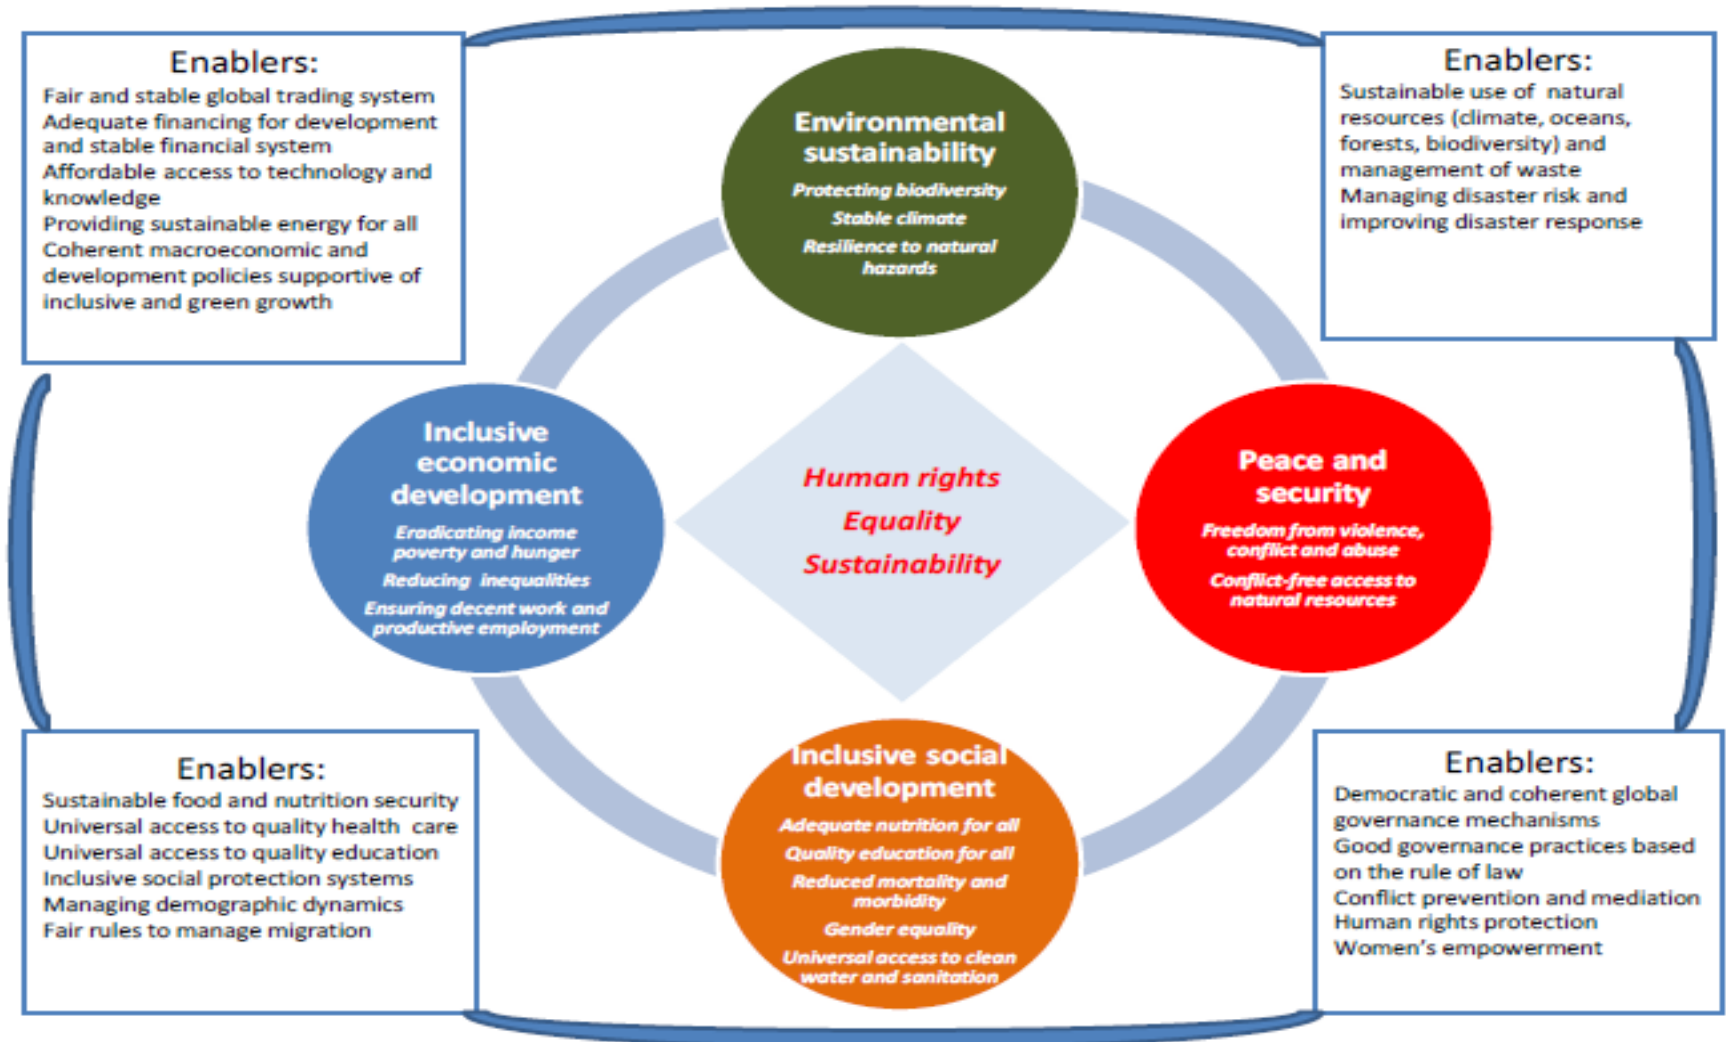 Enablers:
Fair and stable global trading system
Adequate financing for development
and stable financial system
Affordable access to technology and
knowledge
Providing sustainable energy for all
Coherent macroeconomic and
development policies supportive of
inclusive and green growth
Environmental
sustainability
Protecting biodiversity
Stable climate
Resilience to natural
hazards
Enablers:
Sustainable use of natural
resources (climate, oceans,
forests, biodiversity) and
management of waste
Managing disaster risk and
improving disaster response
Inclusive
economic
development
Eradicating income
poverty and hunger
Reducing inequalities
Ensuring decent work and
productive employment
Human rights
Equality
Sustainability
Peace and
security
Freedom from violence,
conflict and abuse
Conflict-free access to
natural resources
Enablers:
Sustainable food and nutrition security
Universal access to quality health care
Universal access to quality education
Inclusive social protection systems
Managing demographic dynamics
Fair rules to manage migration
Inclusive social
development
Adequate nutrition for all
Quality education for all
Reduced mortality and
morbidity
Gender equality
Universal access to clean
water and sanitation
Enablers:
Democratic and coherent global
governance mechanisms
Good governance practices based
on the rule of law
Conflict prevention and mediation
Human rights protection
Women’s empowerment